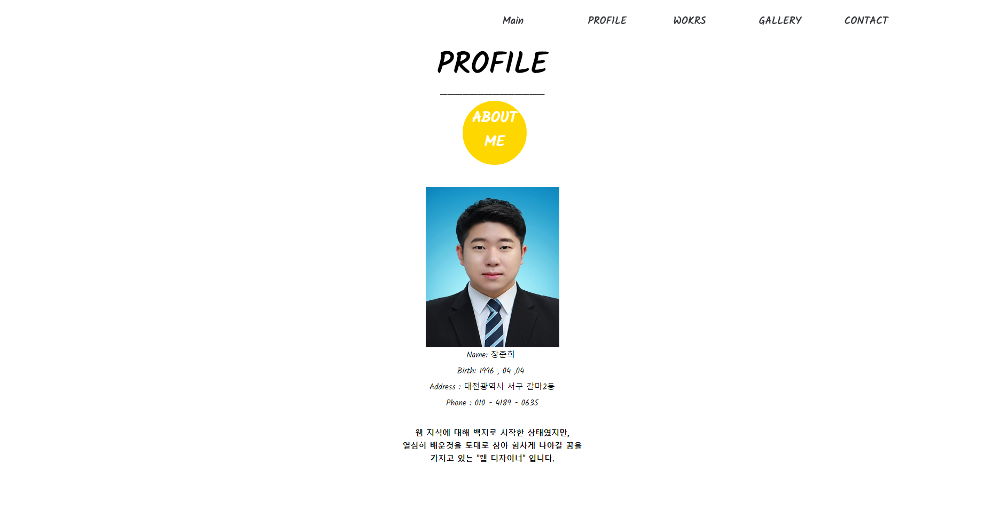 Main PROFILE WOKRS GALLERY CONTACT
PROFILE
ABOUT
ME
Name: 장준희
Birth: 1996 , 04 ,04
Address : 대전광역시 서구 갈마2동
Phone : 010 - 4189 - 0635
웹 지식에 대해 백지로 시작한 상태였지만,
열심히 배운것을 토대로 삼아 힘차게 나아갈 꿈을
가지고 있는 "웹 디자이너" 입니다.